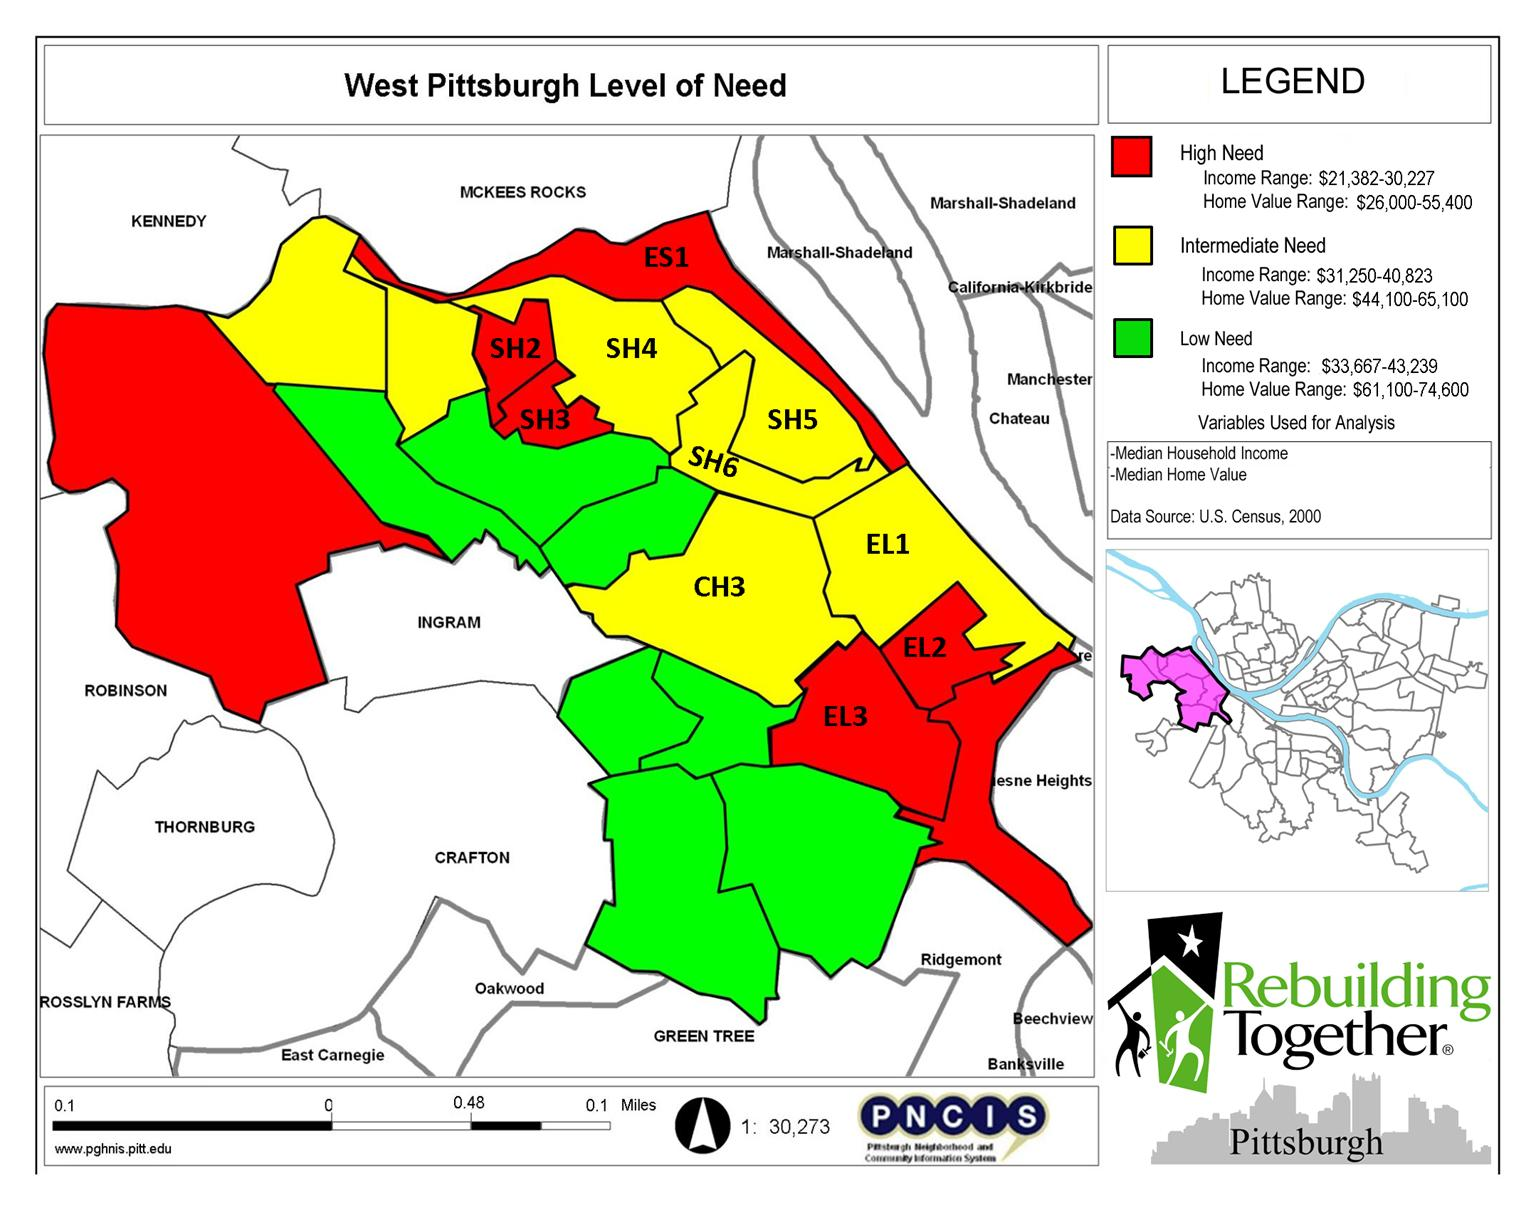 West Pittsburgh Level of Need
LEGEND
High Need
Income Range: $21,382-30,227
Home Value Range: $26,000-55,400
Intermediate Need
Income Range: $31,250-40,823
Home Value Range: $44,100-65,100
Low Need
Income Range: $33,667-43,239
Home Value Range: $61,100-74,600
Variables Used for Analysis
-Median Household Income
-Median Home Value
Data Source: U.S. Census, 2000
MCKEES ROCKS
KENNEDY
Marshall-Shadeland
Marshall-Shadeland
ES1
California-Kirkbride
SH2
SH4
Manchester
Chateau
SH3
SH5
SH6
EL1
CH3
INGRAM
EL2
re
ROBINSON
EL3
esne Heights
THORNBURG
CRAFTON
Ridgemont
Oakwood
ROSSLYN FARMS
Beechview
GREEN TREE
East Carnegie
Banksville
0.1 0 0.48 0.1 Miles
www.pghnis.pitt.edu
1: 30,273
PNCIS
Pittsburgh Neighborhood and
Community Information System
Rebuilding
Together®
Pittsburgh